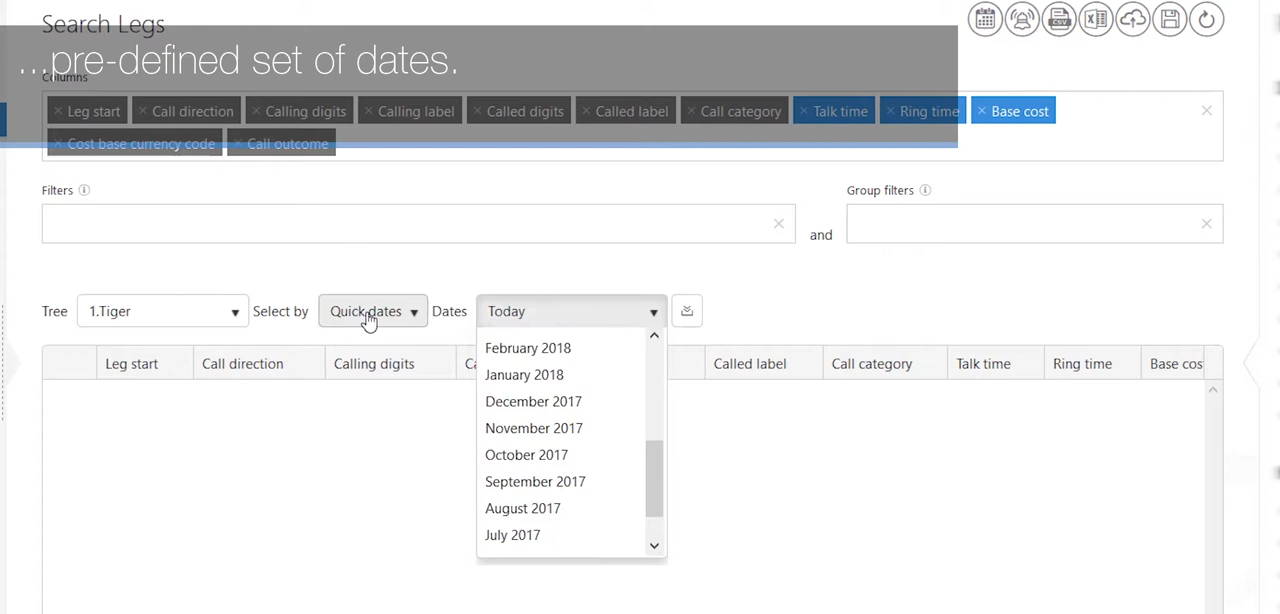 Search Legs
...pre-defined set of dates.
Columns
× Leg start × Call direction × Calling digits × Calling label × Called digits × Called label × Call category × Talk time × Ring time × Base cost
× Cost base currency code × Call outcome
Filters Group filters
and
Tree 1.Tiger Select by Quick dates Dates Today
Leg start Call direction Calling digits Ca Called label Call category Talk time Ring time Base cos
February 2018
January 2018
December 2017
November 2017
October 2017
September 2017
August 2017
July 2017